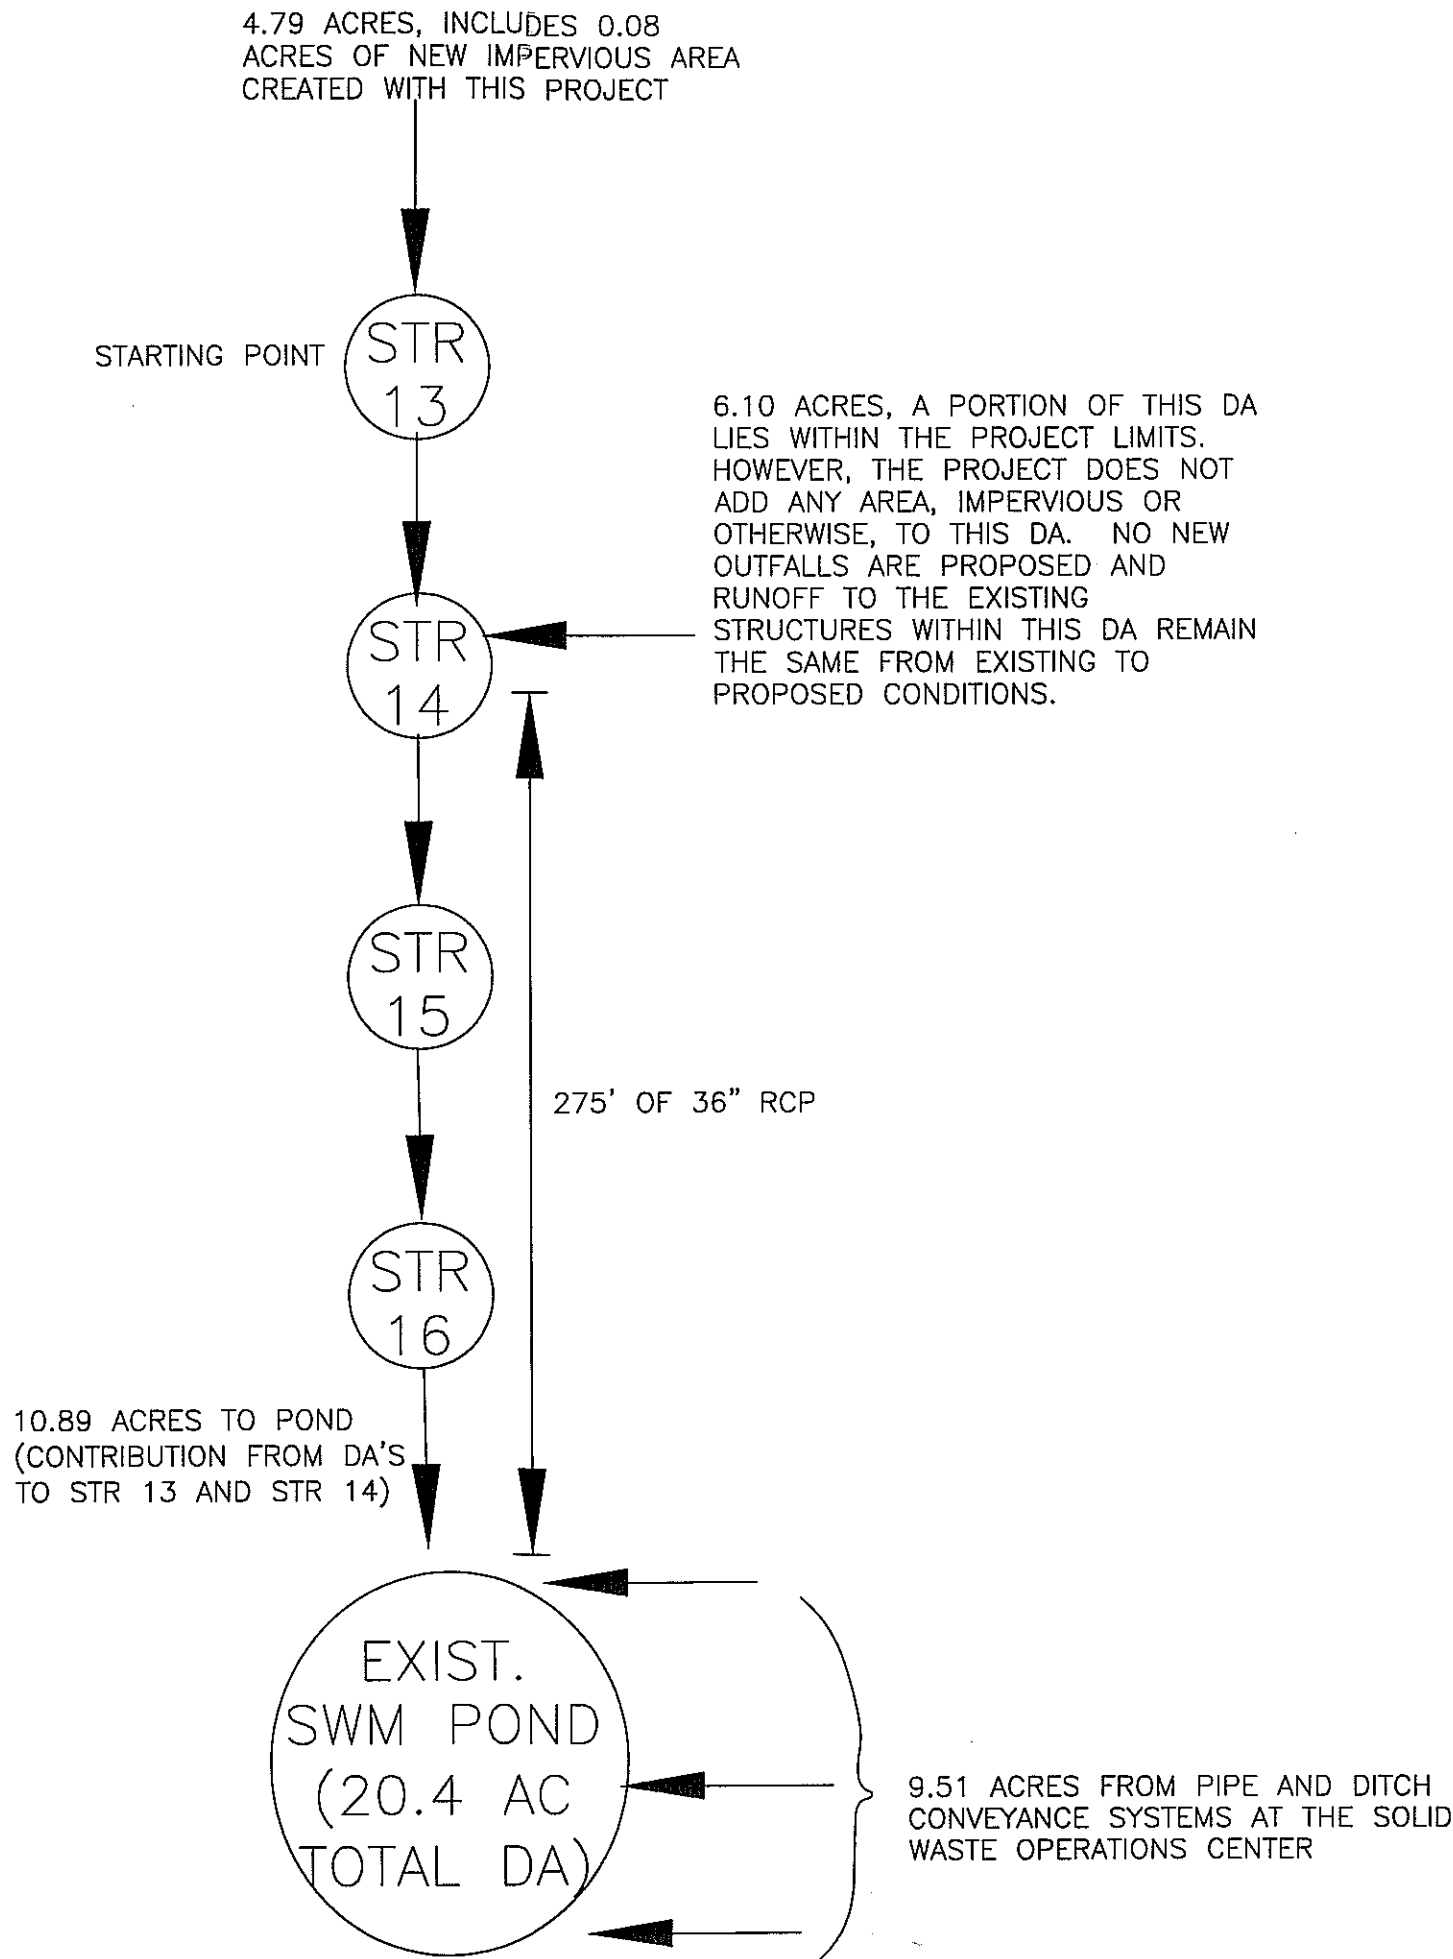 4.79 ACRES, INCLUDES 0.08
ACRES OF NEW IMPERVIOUS AREA
CREATED WITH THIS PROJECT
STARTING POINT
STR
13
6.10 ACRES, A PORTION OF THIS DA
LIES WITHIN THE PROJECT LIMITS.
HOWEVER, THE PROJECT DOES NOT
ADD ANY AREA, IMPERVIOUS OR
OTHERWISE, TO THIS DA. NO NEW
OUTFALLS ARE PROPOSED AND
RUNOFF TO THE EXISTING
STRUCTURES WITHIN THIS DA REMAIN
THE SAME FROM EXISTING TO
PROPOSED CONDITIONS.
STR
14
STR
15
275' OF 36" RCP
STR
16
10.89 ACRES TO POND
(CONTRIBUTION FROM DA'S
TO STR 13 AND STR 14)
EXIST.
SWM POND
(20.4 AC
TOTAL DA)
9.51 ACRES FROM PIPE AND DITCH
CONVEYANCE SYSTEMS AT THE SOLID
WASTE OPERATIONS CENTER